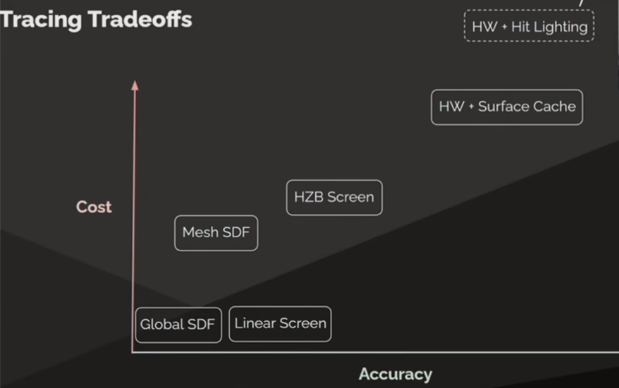 Tracing Tradeoffs
HW + Hit Lighting
HW + Surface Cache
HZB Screen
Cost
Mesh SDF
Global SDF
Linear Screen
Accuracy